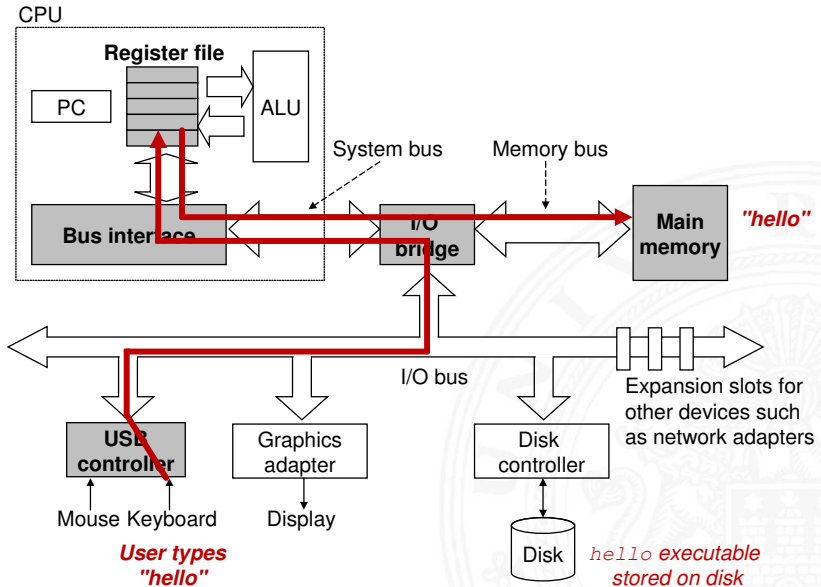 CPU
Register file
PC
ALU
System bus
Memory bus
Bus interface
I/O
bridge
Main
memory
"hello"
I/O bus
Expansion slots for
other devices such
as network adapters
USB
controller
Graphics
adapter
Disk
controller
Mouse Keyboard
Display
User types
"hello"
Disk
hello executable
stored on disk